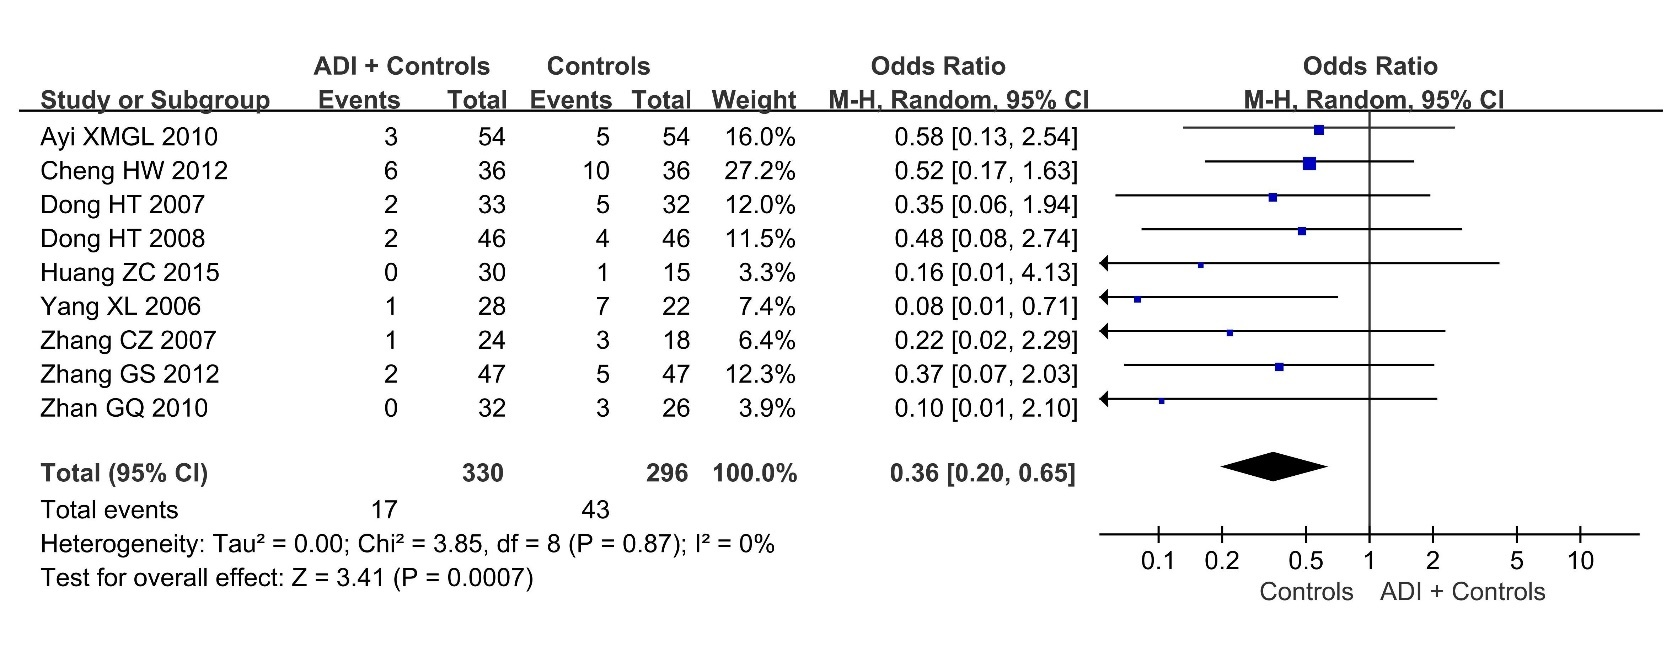 ADI + Controls Controls Odds Ratio Odds Ratio
Study or Subgroup Events Total Events Total Weight M-H, Random, 95% CI M-H, Random, 95% CI
Ayi XMGL 2010 3 54 5 54 16.0% 0.58 [0.13, 2.54]
Cheng HW 2012 6 36 10 36 27.2% 0.52 [0.17, 1.63]
Dong HT 2007 2 33 5 32 12.0% 0.35 [0.06, 1.94]
Dong HT 2008 2 46 4 46 11.5% 0.48 [0.08, 2.74]
Huang ZC 2015 0 30 1 15 3.3% 0.16 [0.01, 4.13]
Yang XL 2006 1 28 7 22 7.4% 0.08 [0.01, 0.71]
Zhang CZ 2007 1 24 3 18 6.4% 0.22 [0.02, 2.29]
Zhang GS 2012 2 47 5 47 12.3% 0.37 [0.07, 2.03]
Zhan GQ 2010 0 32 3 26 3.9% 0.10 [0.01, 2.10]
Total (95% CI) 330 296 100.0% 0.36 [0.20, 0.65]
Total events 17 43
Heterogeneity: Tau² = 0.00; Chi² = 3.85, df = 8 (P = 0.87); I² = 0%
Test for overall effect: Z = 3.41 (P = 0.0007)
0.1 0.2 0.5 1 2 5 10
Controls ADI + Controls